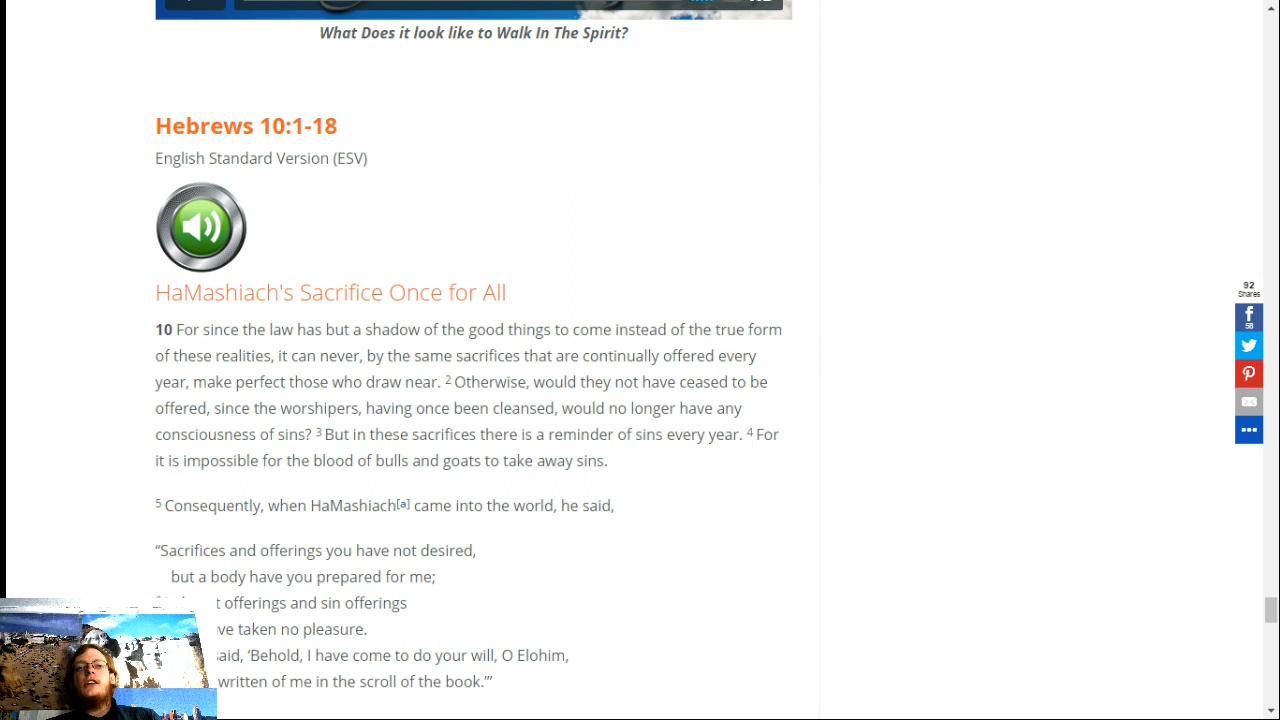 What Does it look like to Walk In The Spirit?
Hebrews 10:1-18
English Standard Version (ESV)
HaMashiach's Sacrifice Once for All
10 For since the law has but a shadow of the good things to come instead of the true form
of these realities, it can never, by the same sacrifices that are continually offered every
year, make perfect those who draw near. 2 Otherwise, would they not have ceased to be
offered, since the worshipers, having once been cleansed, would no longer have any
consciousness of sins? 3 But in these sacrifices there is a reminder of sins every year. 4 For
it is impossible for the blood of bulls and goats to take away sins.
5 Consequently, when HaMashiach[a] came into the world, he said,
“Sacrifices and offerings you have not desired,
but a body have you prepared for me;
offerings and sin offerings
taken no pleasure.
‘Behold, I have come to do your will, O Elohim,
written of me in the scroll of the book.’”
92
Shares
58